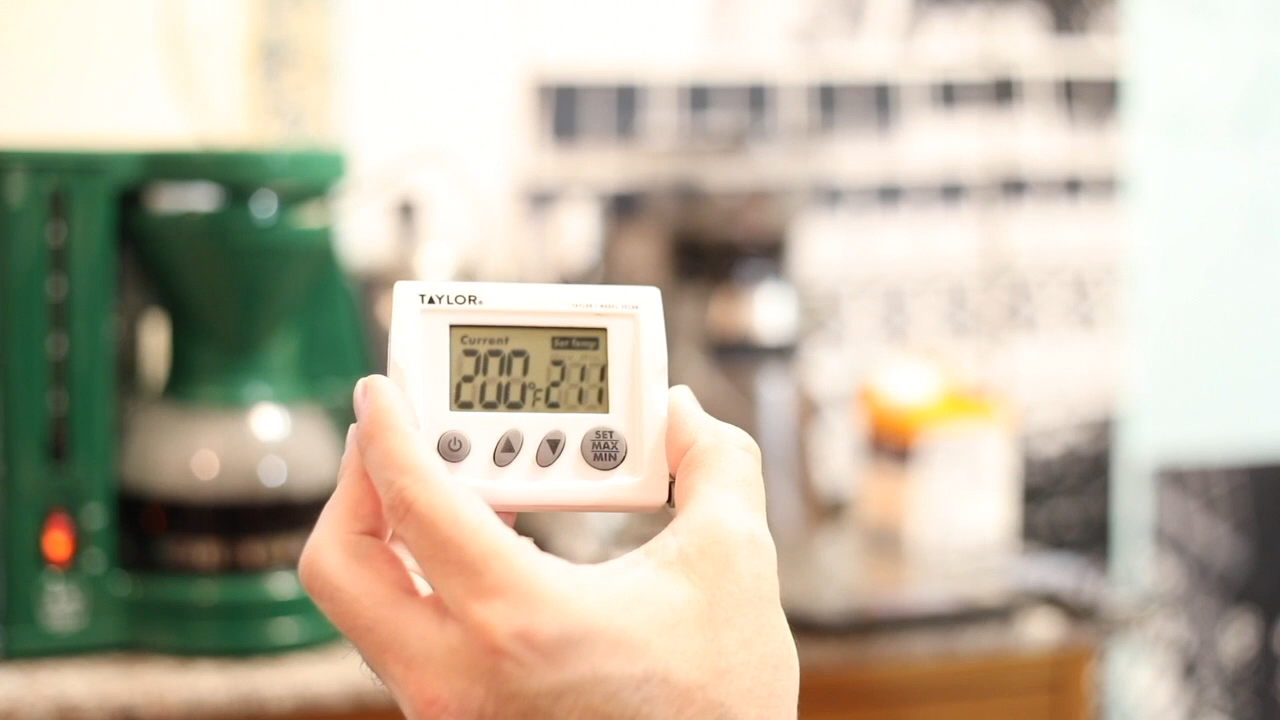 TAYLOR®
Current Set Temp
200°F 211
SET
MAX
MIN